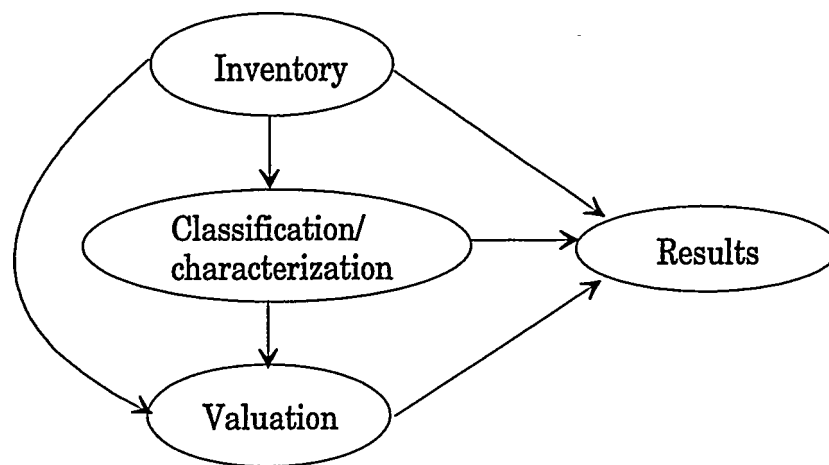 Inventory
Classification/
characterization
Results
Valuation